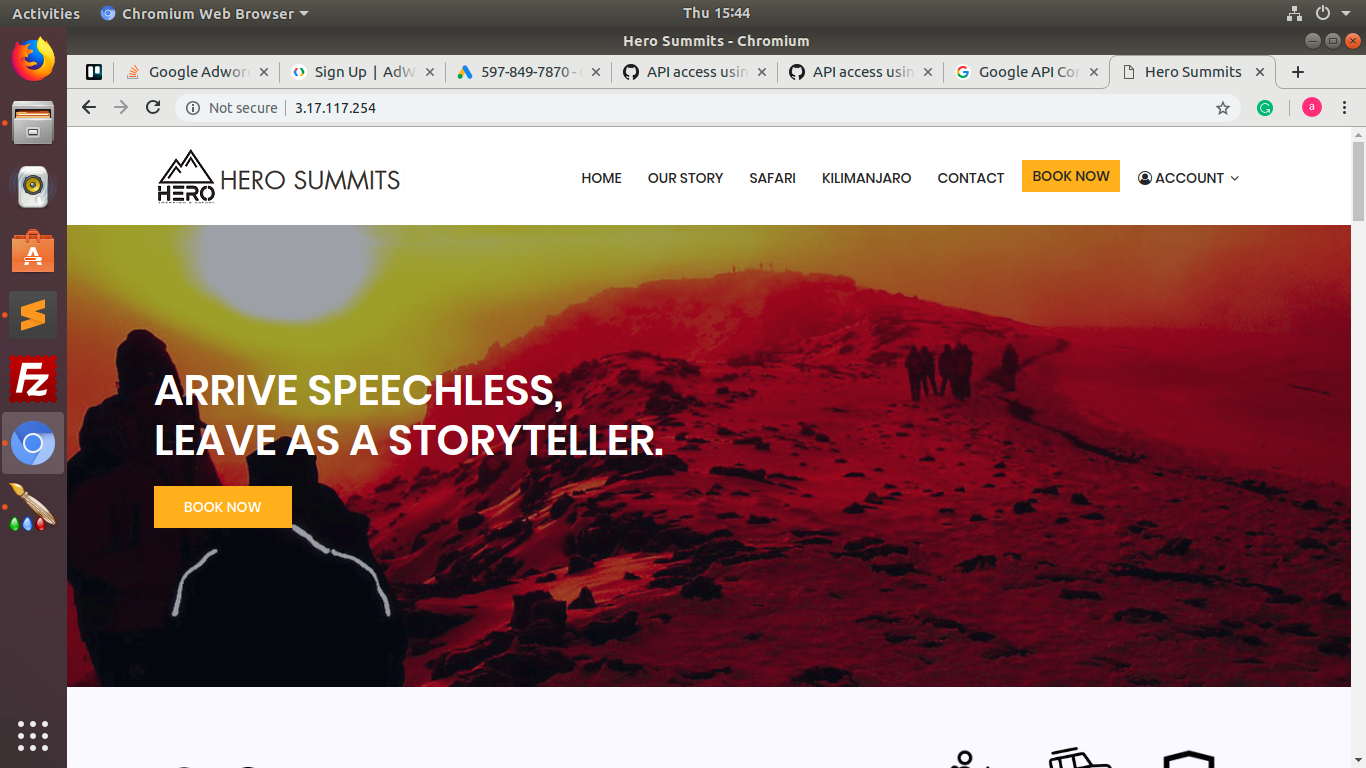 Activities Chromium Web Browser Thu 15:44
Hero Summits - Chromium
Google Adwor Sign Up | AdW 597-849-7870 - API access usin API access usin Google API Con Hero Summits
Not secure 3.17.117.254 a
HERO HERO SUMMITS HOME OUR STORY SAFARI KILIMANJARO CONTACT BOOK NOW ACCOUNT
ARRIVE SPEECHLESS,
LEAVE AS A STORYTELLER.
BOOK NOW